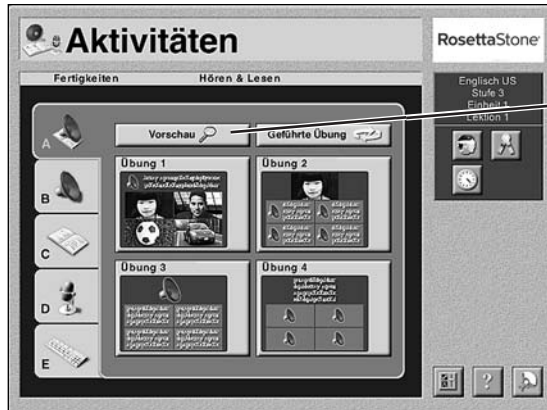 Aktivitäten
RosettaStone
Fertigkeiten Hören & Lesen
Englisch US
Stufe 3
Einheit 1
Lektion 1
A
Vorschau Geführte Übung
Übung 1 Übung 2
B
C
Übung 3 Übung 4
D
E
?